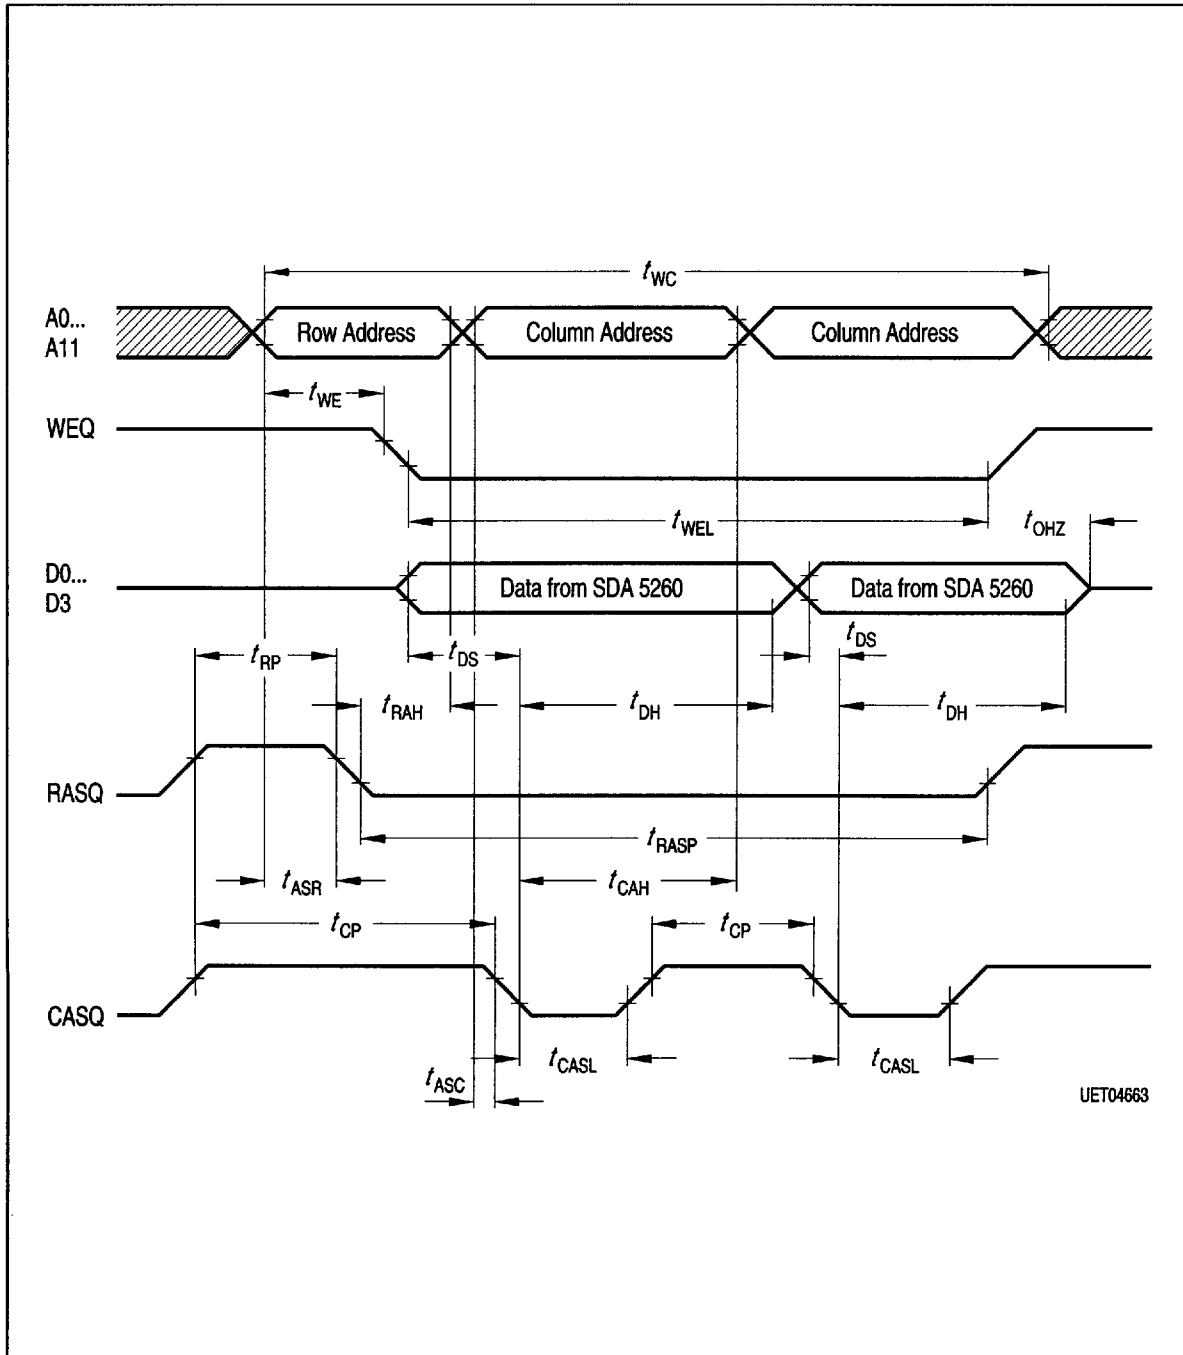 tWC
A0...
A11
Row Address
Column Address
Column Address
tWE
WEQ
tWEL
tOHZ
D0...
D3
Data from SDA 5260
Data from SDA 5260
tRP
tDS
tDS
tRAH
tDH
tDH
RASQ
tRASP
tASR
tCAH
tCP
tCP
CASQ
tASC
tCASL
tCASL
UET04663